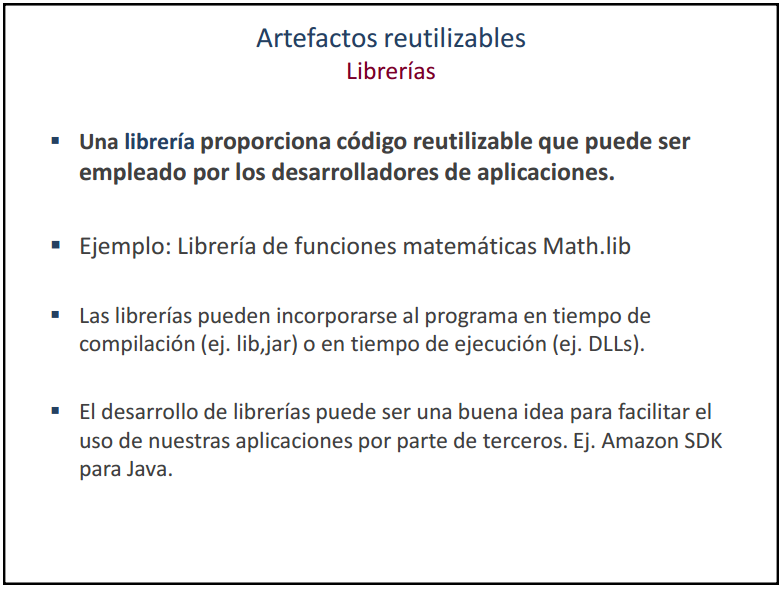 Artefactos reutilizables
Librerías
▪ Una librería proporciona código reutilizable que puede ser
empleado por los desarrolladores de aplicaciones.
▪ Ejemplo: Librería de funciones matemáticas Math.lib
▪ Las librerías pueden incorporarse al programa en tiempo de
compilación (ej. lib,jar) o en tiempo de ejecución (ej. DLLs).
▪ El desarrollo de librerías puede ser una buena idea para facilitar el
uso de nuestras aplicaciones por parte de terceros. Ej. Amazon SDK
para Java.